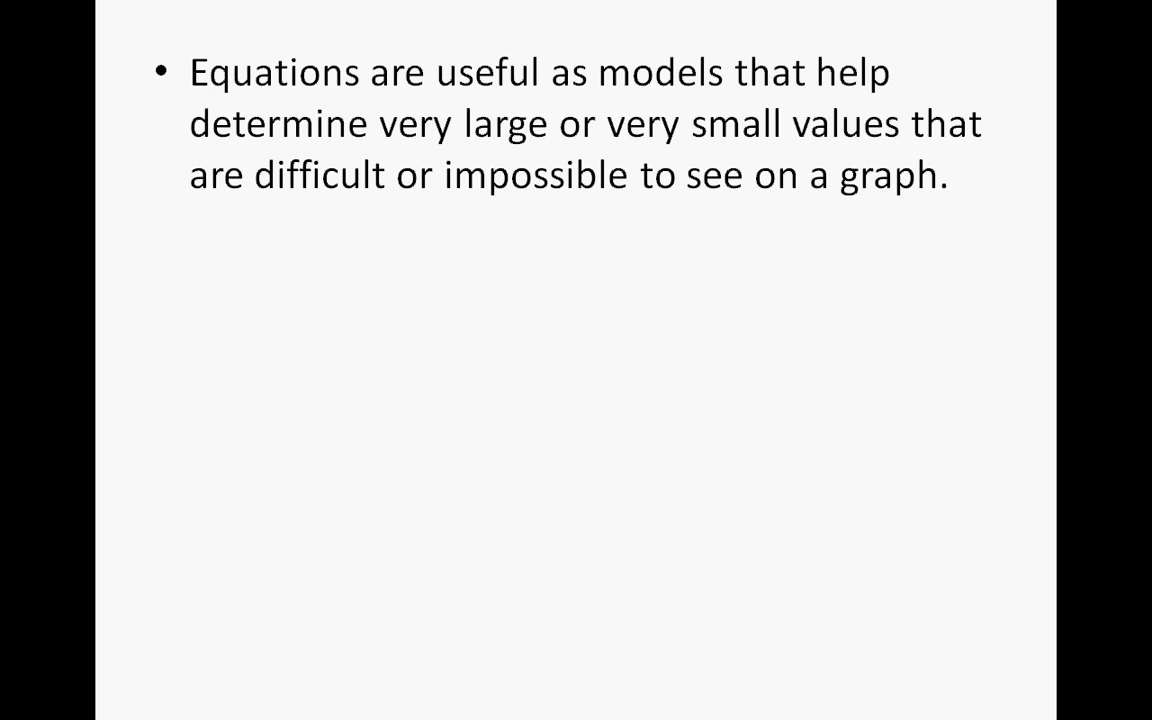 • Equations are useful as models that help
determine very large or very small values that
are difficult or impossible to see on a graph.